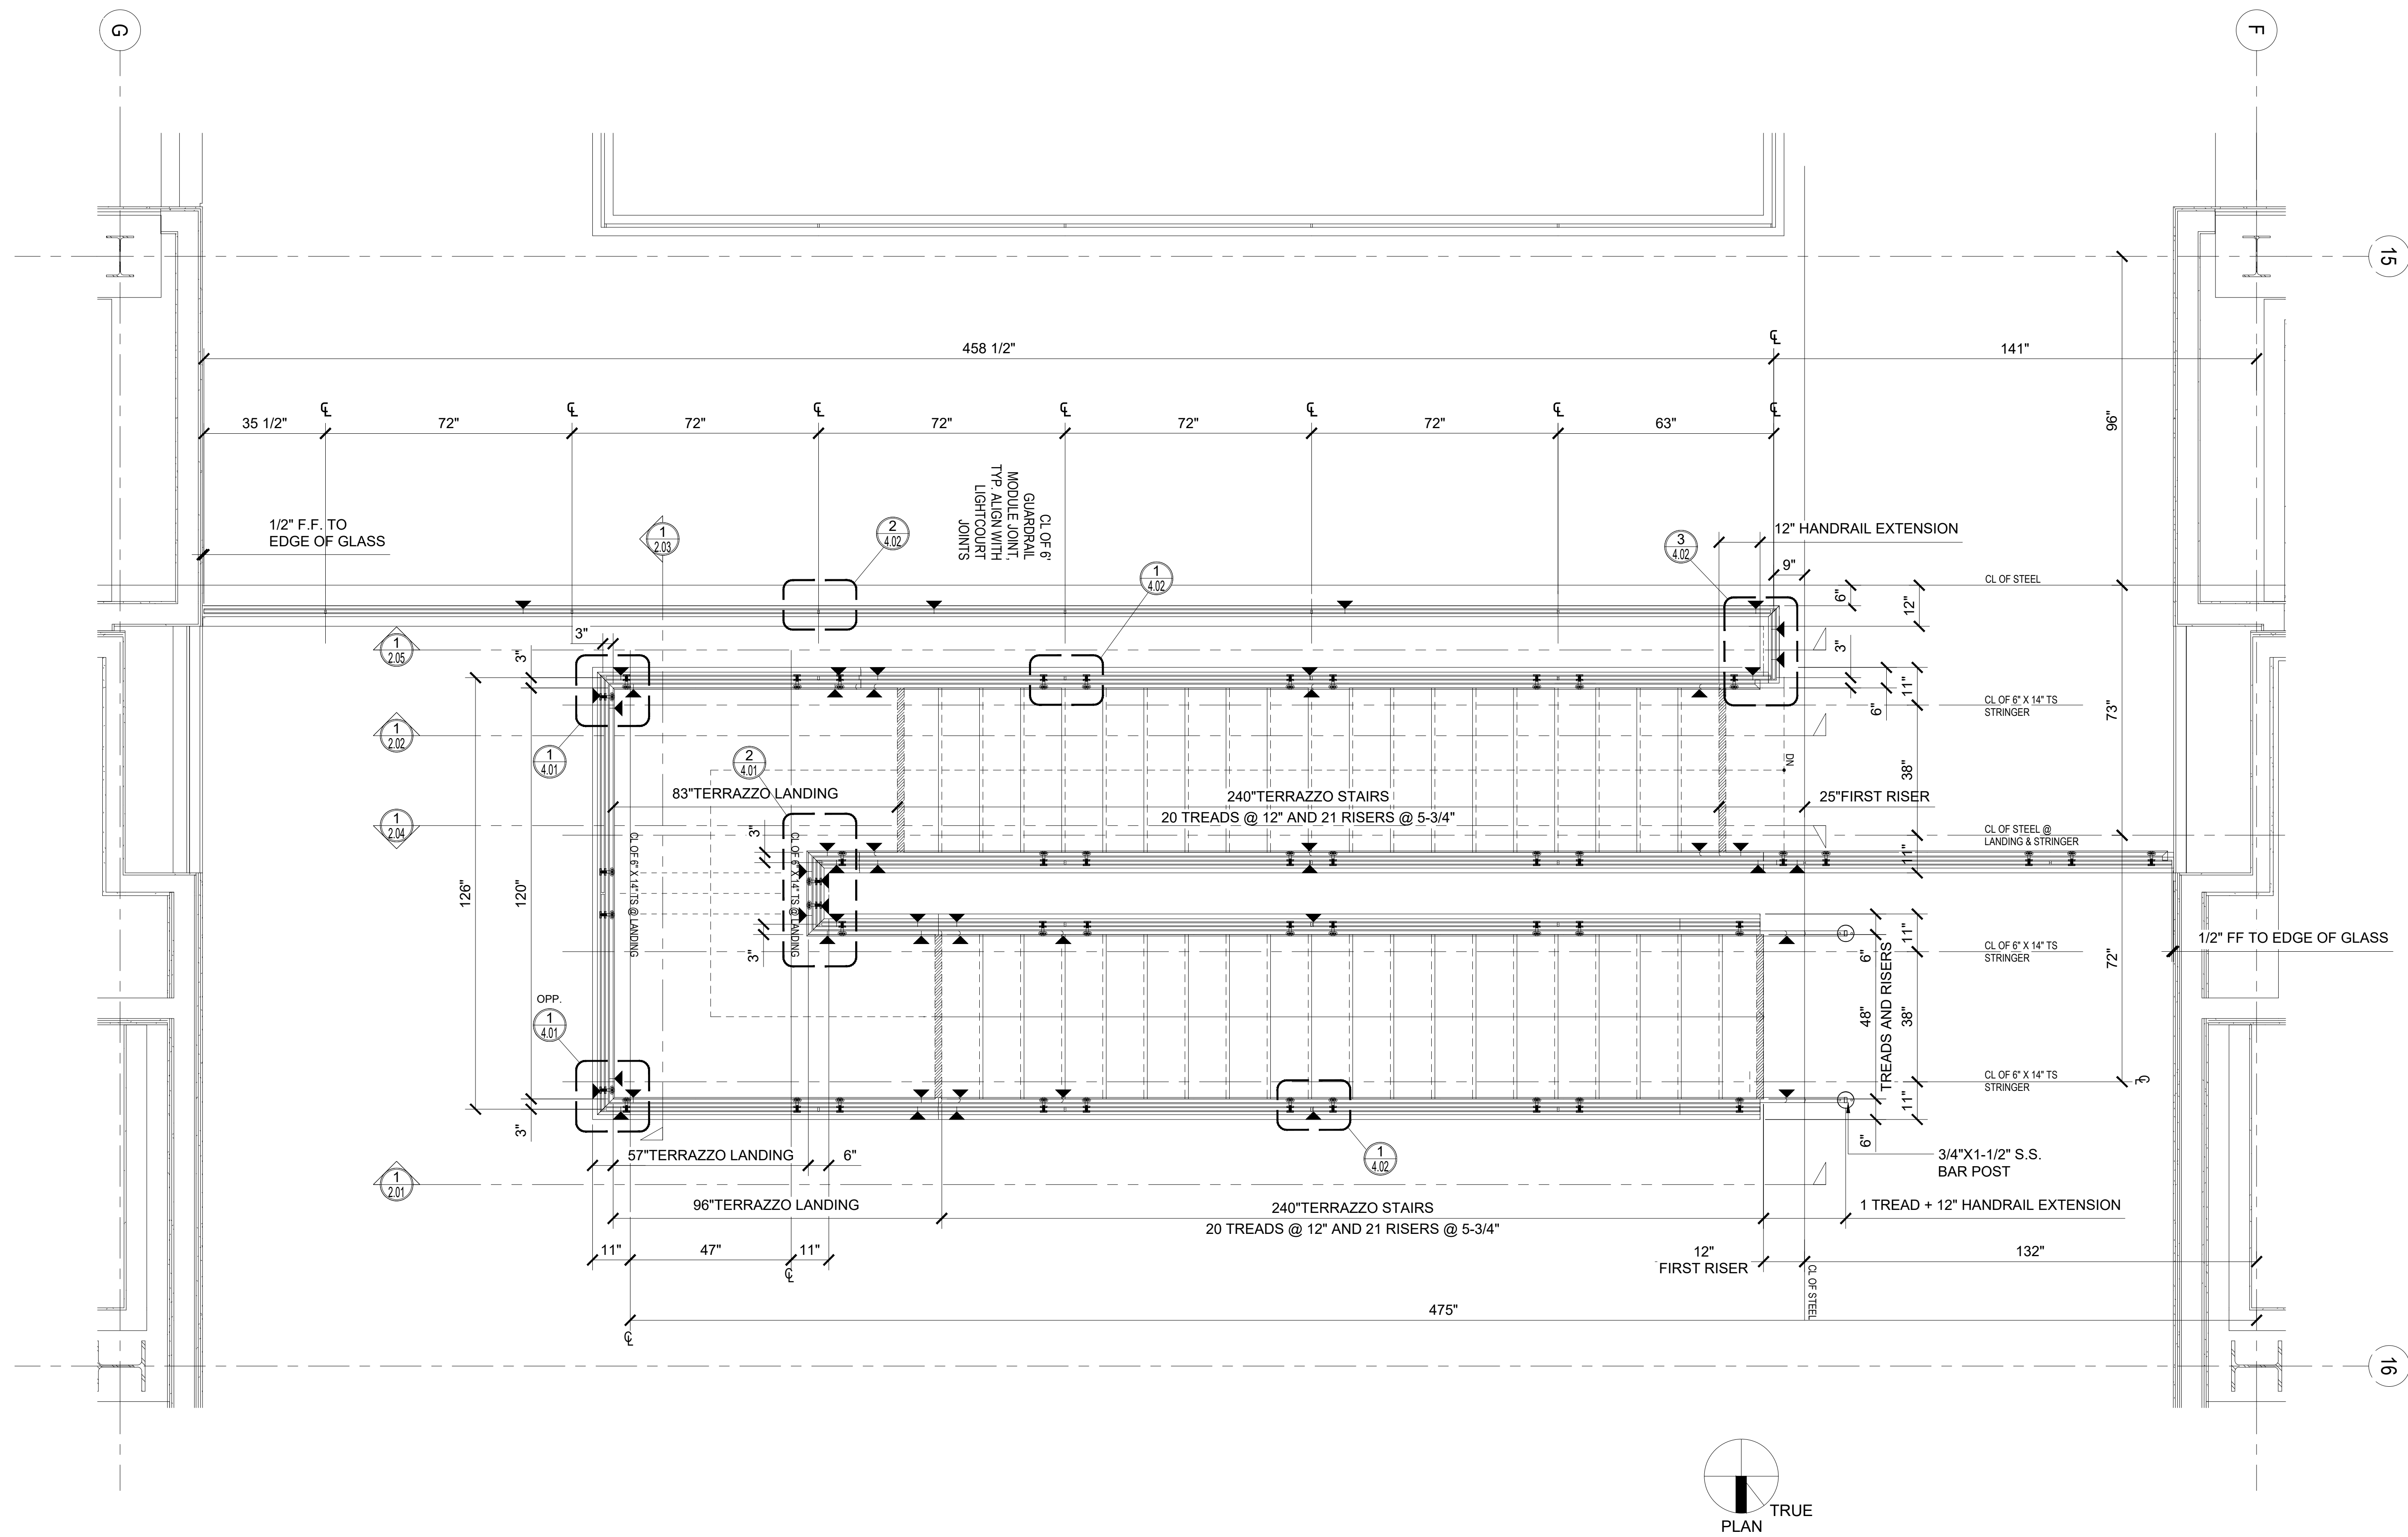 G
F
15
458 1/2"
℄
141"
35 1/2"
℄
72"
℄
72"
℄
72"
℄
72"
℄
72"
℄
63"
℄
96"
CL OF 6'
GUARDRAIL
MODULE JOINT,
TYP. ALIGN WITH
LIGHTCOURT
JOINTS
1/2" F.F. TO
EDGE OF GLASS
1
2.03
2
4.02
1
4.02
3
4.02
12" HANDRAIL EXTENSION
9"
CL OF STEEL
6"
12"
3"
3"
1
2.05
3"
11"
6"
CL OF 6" X 14" TS
STRINGER
73"
1
2.02
1
4.01
2
4.01
DN
38"
83"TERRAZZO LANDING
240"TERRAZZO STAIRS
20 TREADS @ 12" AND 21 RISERS @ 5-3/4"
25"FIRST RISER
1
2.04
CL OF STEEL @
LANDING & STRINGER
3"
11"
CL OF 6" X 14" TS @ LANDING
CL OF 6" X 14" TS @ LANDING
126"
120"
3"
11"
6"
CL OF 6" X 14" TS
STRINGER
72"
1/2" FF TO EDGE OF GLASS
48"
TREADS AND RISERS
38"
OPP.
1
4.01
CL OF 6" X 14" TS
STRINGER
℄
11"
3"
6"
57"TERRAZZO LANDING
6"
1
4.02
3/4"X1-1/2" S.S.
BAR POST
1
2.01
96"TERRAZZO LANDING
240"TERRAZZO STAIRS
20 TREADS @ 12" AND 21 RISERS @ 5-3/4"
1 TREAD + 12" HANDRAIL EXTENSION
11"
47"
11"
℄
12"
FIRST RISER
132"
CL OF STEEL
475"
℄
16
TRUE
PLAN